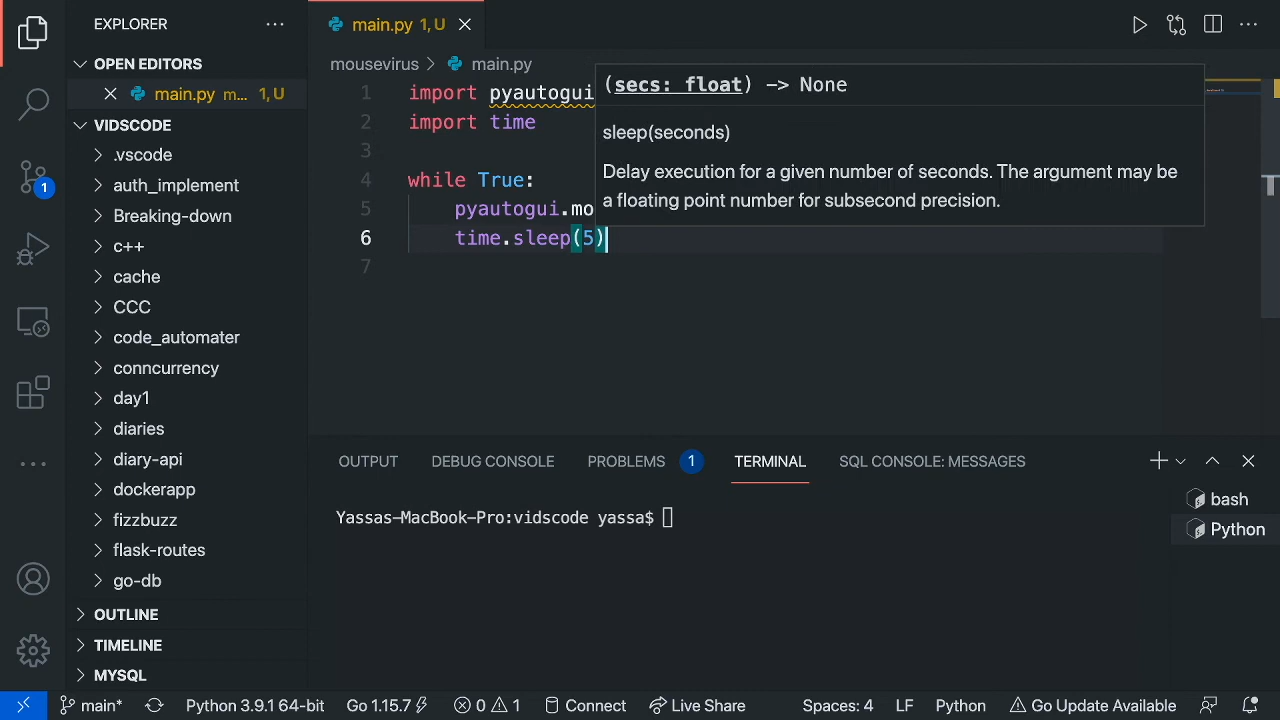 EXPLORER
OPEN EDITORS
main.py m... 1, U
VIDSCODE
.vscode
auth_implement
Breaking-down
c++
cache
CCC
code_automater
conncurrency
day1
diaries
diary-api
dockerapp
fizzbuzz
flask-routes
go-db
OUTLINE
TIMELINE
MYSQL
1
main.py 1, U
mousevirus > main.py
1 import pyautogui
2 import time
3
4 while True:
5 pyautogui.mo
6 time.sleep(5)
7
(secs: float) -> None
sleep(seconds)
Delay execution for a given number of seconds. The argument may be
a floating point number for subsecond precision.
OUTPUT DEBUG CONSOLE PROBLEMS 1 TERMINAL SQL CONSOLE: MESSAGES
Yassas-MacBook-Pro:vidscode yassa$
bash
Python
main* Python 3.9.1 64-bit Go 1.15.7 0 1 Connect Live Share Spaces: 4 LF Python Go Update Available